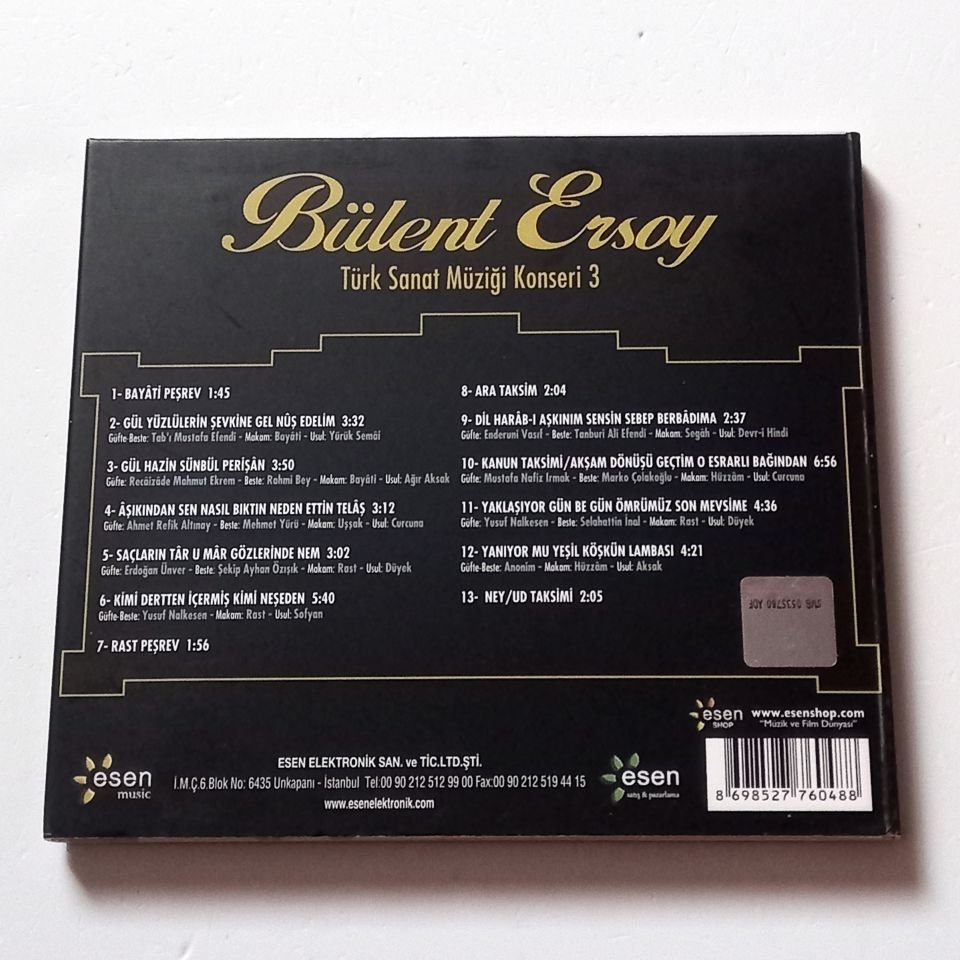 Bülent Ersoy
Türk Sanat Müziği Konseri 3
1- BAYÂTİ PEŞREV 1:45
2- GÜL YÜZLÜLERİN ŞEVKİNE GEL NÛŞ EDELİM 3:32
Güfte-Beste: Tab'ı Mustafa Efendi - Makam: Bayâti - Usul: Yürük Semâi
3- GÜL HAZİN SÜNBÜL PERİŞÂN 3:50
Güfte: Recâizâde Mahmut Ekrem - Beste: Rahmi Bey - Makam: Bayâti - Usul: Ağır Aksak
4- ÂŞIKINDAN SEN NASIL BIKTIN NEDEN ETTİN TELÂŞ 3:12
Güfte: Ahmet Refik Altınay - Beste: Mehmet Yürü - Makam: Uşşak - Usul: Curcuna
5- SAÇLARIN TÂR U MÂR GÖZLERİNDE NEM 3:02
Güfte: Erdoğan Ünver - Beste: Şekip Ayhan Özışık - Makam: Rast - Usul: Düyek
6- KİMİ DERTTEN İÇERMİŞ KİMİ NEŞEDEN 5:40
Güfte-Beste: Yusuf Nalkesen - Makam: Rast - Usul: Sofyan
7- RAST PEŞREV 1:56
8- ARA TAKSİM 2:04
9- DİL HARÂB-I AŞKINIM SENSİN SEBEP BERBÂDIMA 2:37
Güfte: Enderuni Vasıf - Beste: Tanburi Ali Efendi - Makam: Segâh - Usul: Devr-i Hindi
10- KANUN TAKSİMİ/AKŞAM DÖNÜŞÜ GEÇTİM O ESRARLI BAĞINDAN 6:56
Güfte: Mustafa Nafiz Irmak - Beste: Marko Çolakoğlu - Makam: Hüzzâm - Usul: Curcuna
11- YAKLAŞIYOR GÜN BE GÜN ÖMRÜMÜZ SON MEVSİME 4:36
Güfte: Yusuf Nalkesen - Beste: Selahattin İnal - Makam: Rast - Usul: Düyek
12- YANIYOR MU YEŞİL KÖŞKÜN LAMBASI 4:21
Güfte-Beste: Anonim - Makam: Hüzzâm - Usul: Aksak
13- NEY/UD TAKSİMİ 2:05
esen
SHOP
www.esenshop.com
"Müzik ve Film Dünyası"
esen
music
ESEN ELEKTRONİK SAN. ve TİC.LTD.ŞTİ.
İ.M.Ç.6.Blok No: 6435 Unkapanı - İstanbul Tel:00 90 212 512 99 00 Fax:00 90 212 519 44 15
www.esenelektronik.com
esen
satış & pazarlama
8 698527 760488